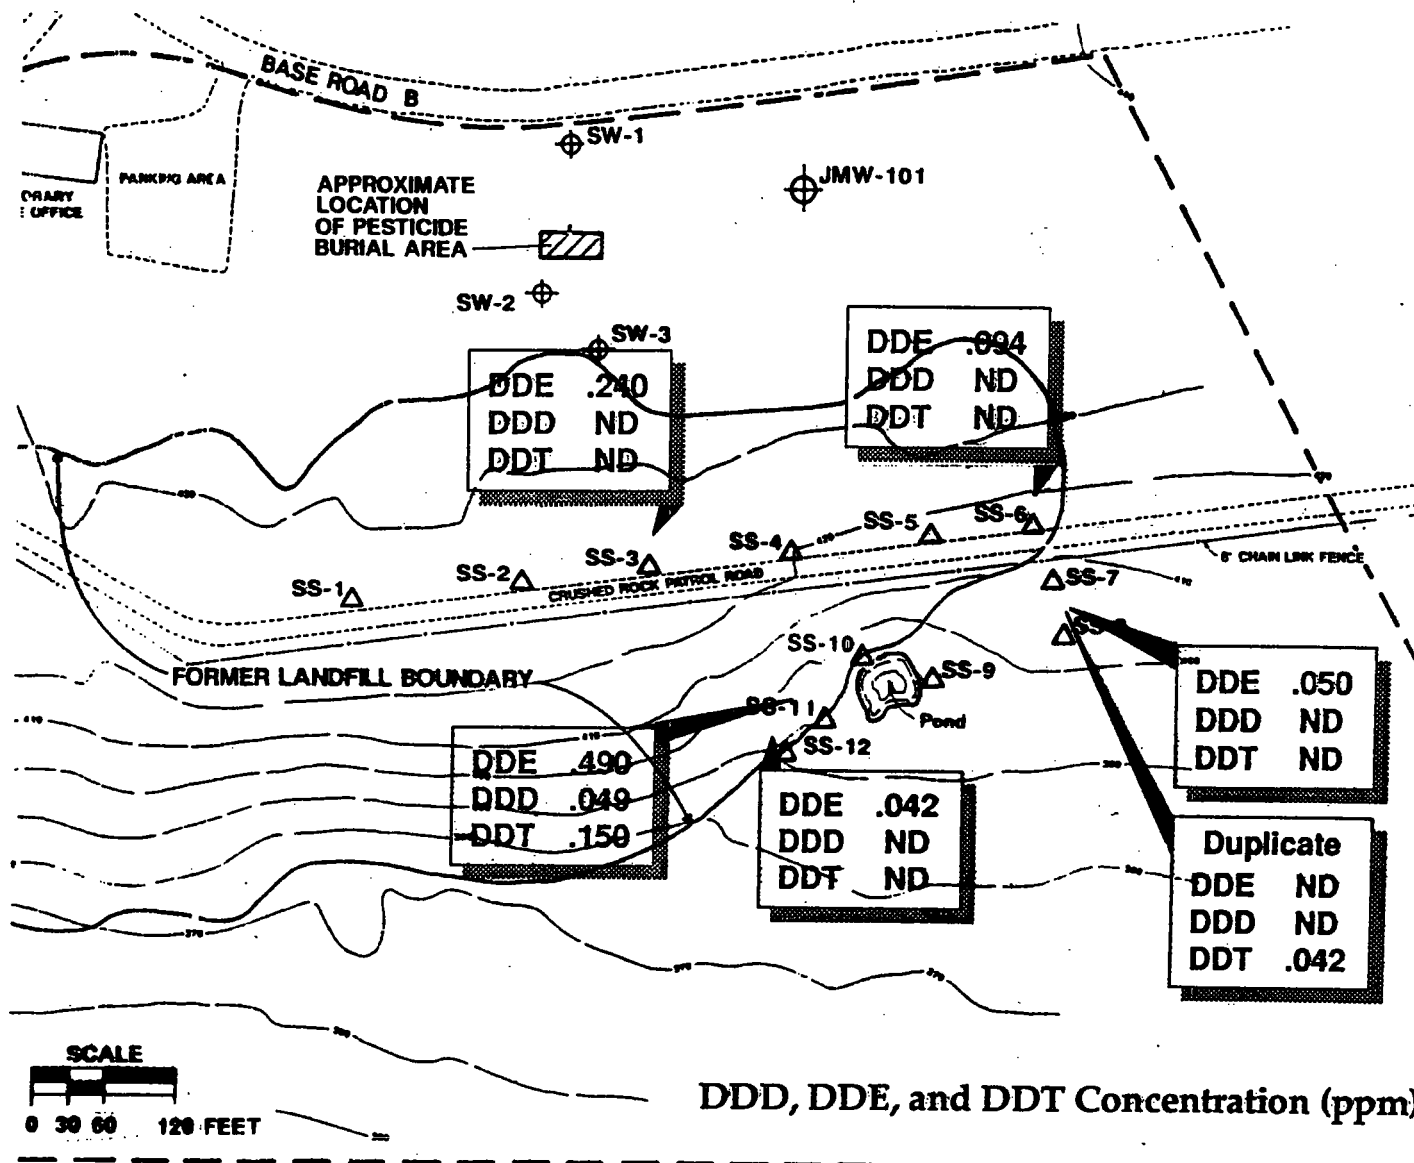 BASE ROAD B
SW-1
PARKING AREA
JMW-101
OFFICE
APPROXIMATE
LOCATION
OF PESTICIDE
BURIAL AREA
SW-2
SW-3
DDE .240
DDD ND
DDT ND
DDE .094
DDD ND
DDT ND
SS-1
SS-2
SS-3
SS-4
SS-5
SS-6
CRUSHED ROCK PATROL ROAD
6' CHAIN LINK FENCE
SS-7
SS-10
SS-9
Pond
FORMER LANDFILL BOUNDARY
SS-11
SS-12
DDE .050
DDD ND
DDT ND
DDE .490
DDD .049
DDT .150
DDE .042
DDD ND
DDT ND
Duplicate
DDE ND
DDD ND
DDT .042
370
370
SCALE
0 30 60 120 FEET
DDD, DDE, and DDT Concentration (ppm)